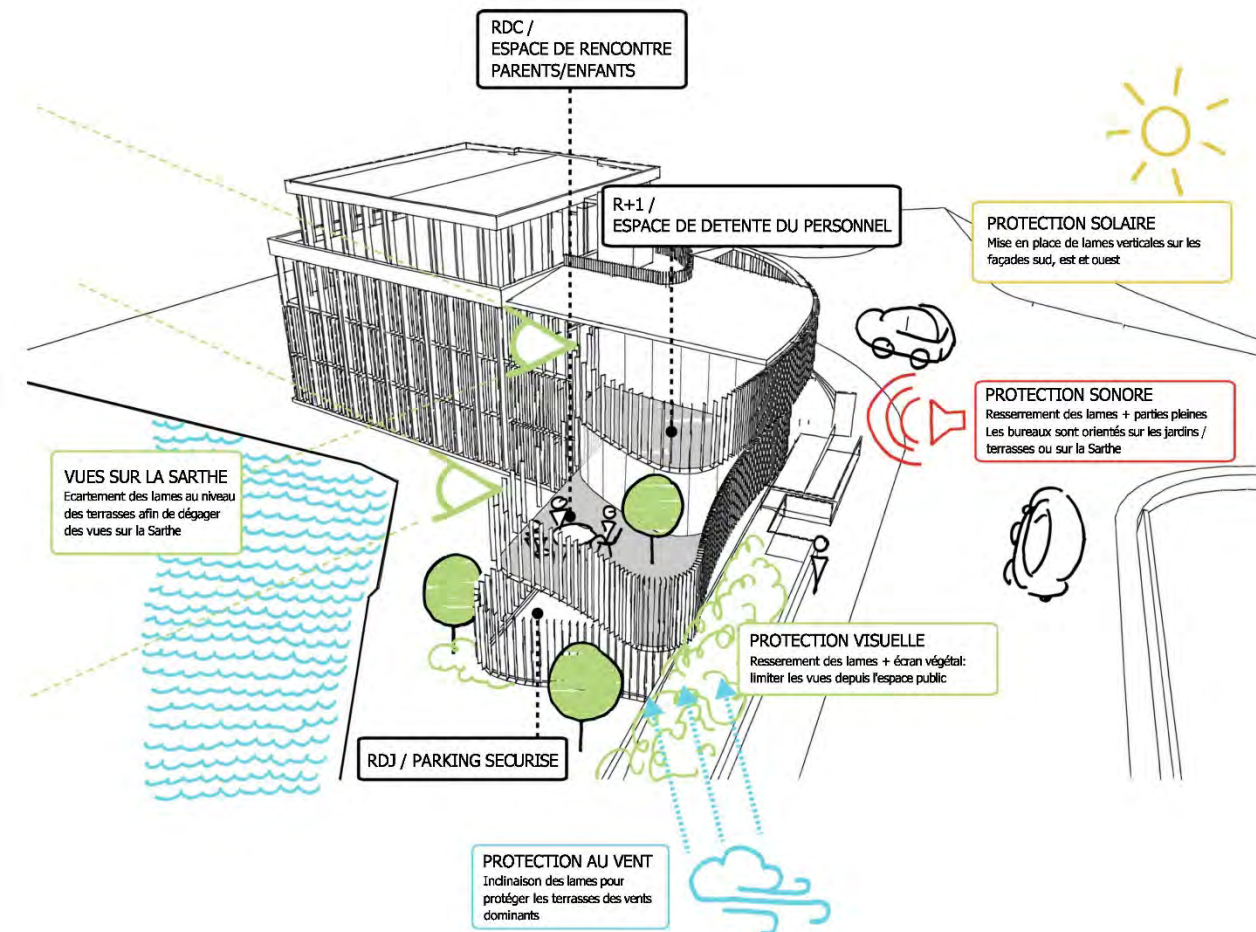 RDC /
ESPACE DE RENCONTRE
PARENTS/ENFANTS
R+1 /
ESPACE DE DETENTE DU PERSONNEL
PROTECTION SOLAIRE
Mise en place de lames verticales sur les
façades sud, est et ouest
PROTECTION SONORE
Resserrement des lames + parties pleines
Les bureaux sont orientés sur les jardins /
terrasses ou sur la Sarthe
VUES SUR LA SARTHE
Ecartement des lames au niveau
des terrasses afin de dégager
des vues sur la Sarthe
PROTECTION VISUELLE
Resserement des lames + écran végétal:
limiter les vues depuis l'espace public
RDJ / PARKING SECURISE
PROTECTION AU VENT
Inclinaison des lames pour
protéger les terrasses des vents
dominants